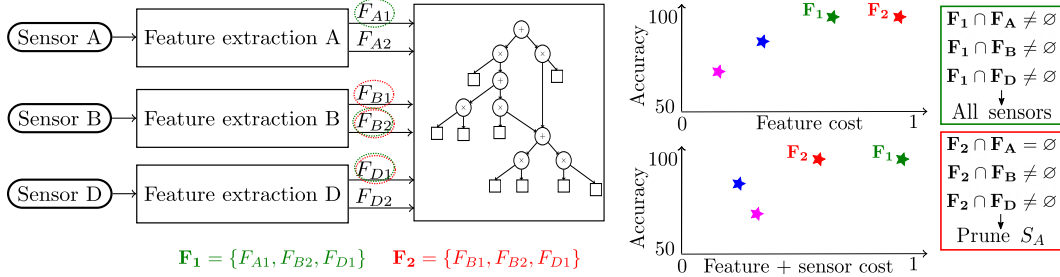 Sensor A
Feature extraction A
F_{A1}
F_{A2}
Sensor B
Feature extraction B
F_{B1}
F_{B2}
Sensor D
Feature extraction D
F_{D1}
F_{D2}
+
×
×
+
×
×
+
×
×
F_1 = {F_{A1}, F_{B2}, F_{D1}}
F_2 = {F_{B1}, F_{B2}, F_{D1}}
100
Accuracy
50
F_1
F_2
0
Feature cost
1
100
Accuracy
50
F_2
F_1
0
Feature + sensor cost
1
F_1 ∩ F_A ≠ ∅
F_1 ∩ F_B ≠ ∅
F_1 ∩ F_D ≠ ∅
All sensors
F_2 ∩ F_A = ∅
F_2 ∩ F_B ≠ ∅
F_2 ∩ F_D ≠ ∅
Prune S_A